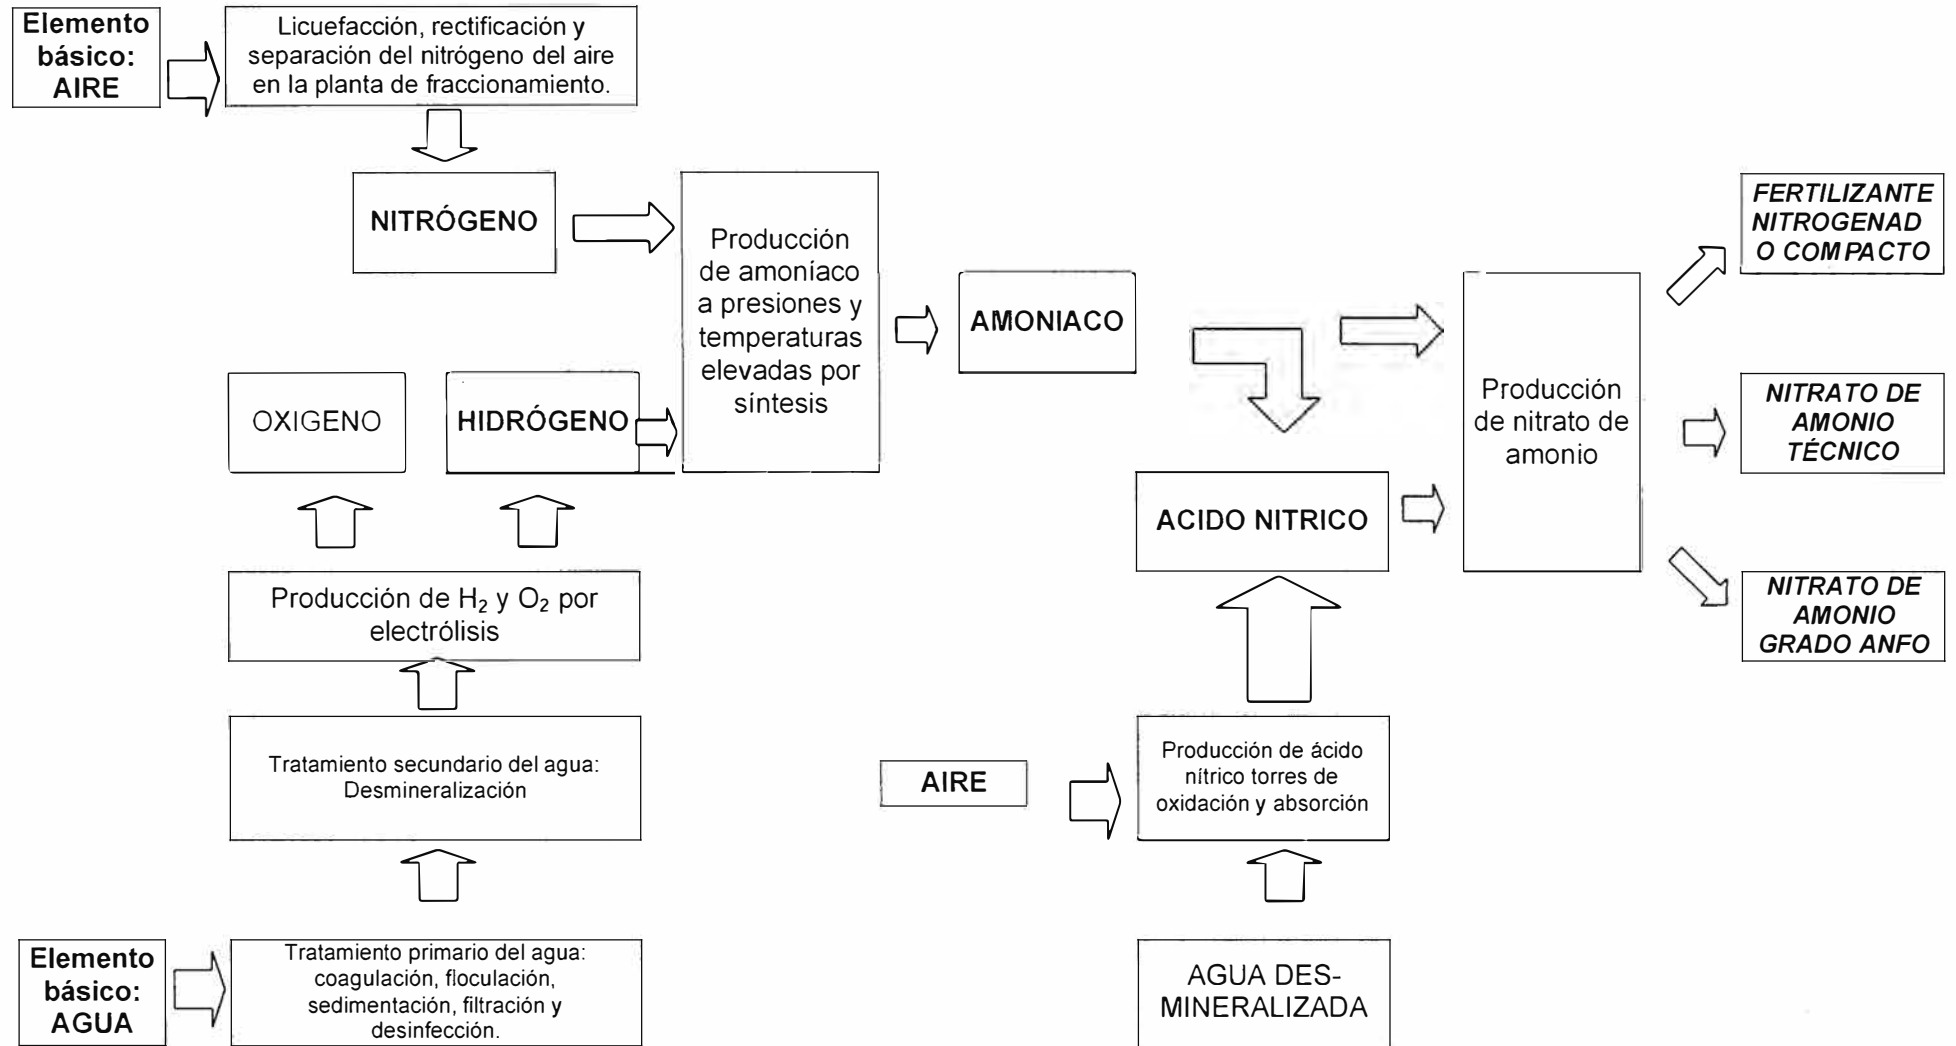 Elemento
básico:
AIRE
Licuefacción, rectificación y
separación del nitrógeno del aire
en la planta de fraccionamiento.
NITRÓGENO
Producción
de amoníaco
a presiones y
temperaturas
elevadas por
síntesis
OXIGENO
HIDRÓGENO
AMONIACO
FERTILIZANTE
NITROGENAD
O COMPACTO
Producción
de nitrato de
amonio
NITRATO DE
AMONIO
TÉCNICO
ACIDO NITRICO
NITRATO DE
AMONIO
GRADO ANFO
Producción de H₂ y O₂ por
electrólisis
Tratamiento secundario del agua:
Desmineralización
AIRE
Producción de ácido
nítrico torres de
oxidación y absorción
Elemento
básico:
AGUA
Tratamiento primario del agua:
coagulación, floculación,
sedimentación, filtración y
desinfección.
AGUA DES-
MINERALIZADA